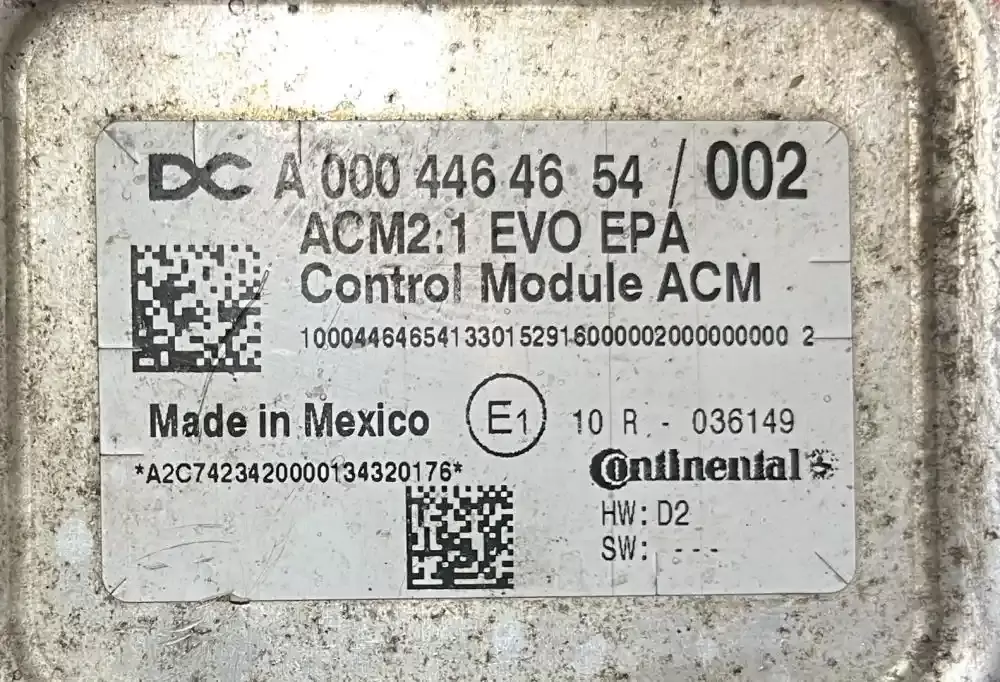 DC A 000 446 46 54 / 002
ACM2.1 EVO EPA
Control Module ACM
10004464654133015291600000200000000 2
Made in Mexico E1 10 R - 036149
*A2C7423420000134320176*
Continental
HW: D2
SW: ---